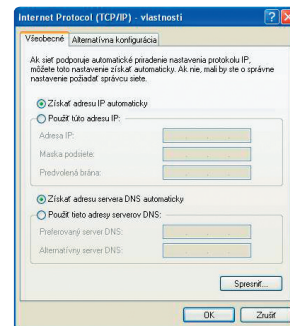 Internet Protocol (TCP/IP) - vlastnosti
Všeobecné
Alternatívna konfigurácia
Ak sieť podporuje automatické priradenie nastavenia protokolu IP,
môžete toto nastavenie získať automaticky. Ak nie, mali by ste o správne
nastavenie požiadať správcu siete.
Získať adresu IP automaticky
Použiť túto adresu IP:
Adresa IP:
Maska podsiete:
Predvolená brána:
Získať adresu servera DNS automaticky
Použiť tieto adresy serverov DNS:
Preferovaný server DNS:
Alternatívny server DNS:
Spresniť...
OK
Zrušiť